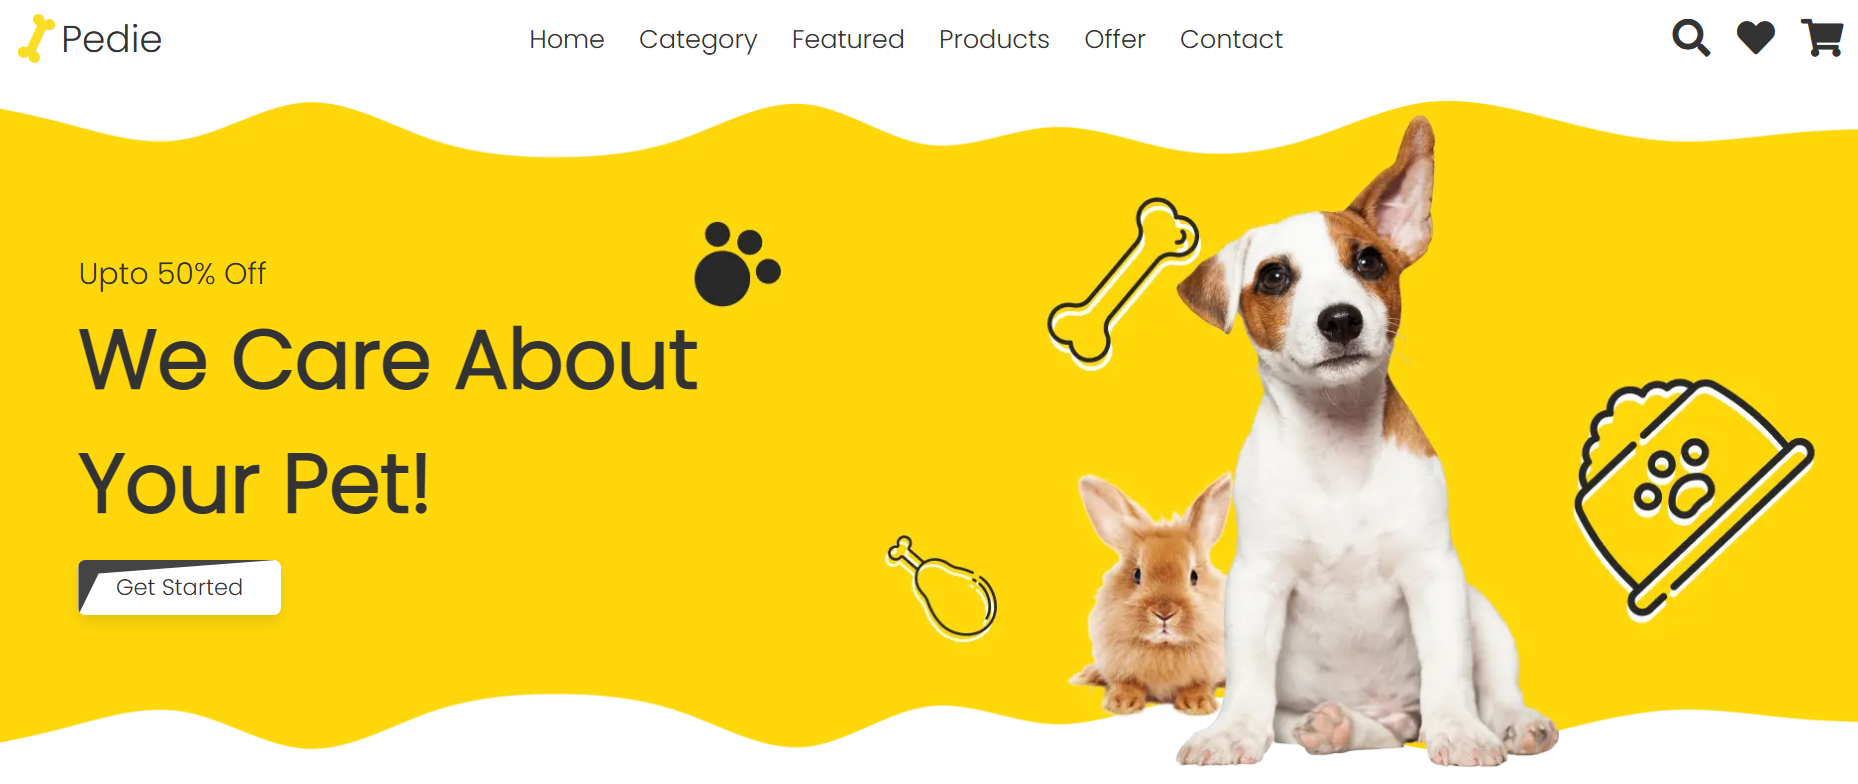 Pedie
Home Category Featured Products Offer Contact
Upto 50% Off
We Care About
Your Pet!
Get Started